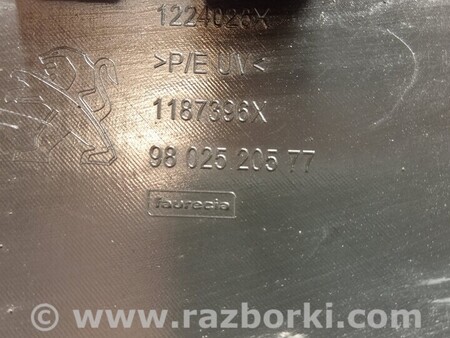 1224026X
>P/E UV<
1187396X
98 025 205 77
faurecia
© www.razborki.com